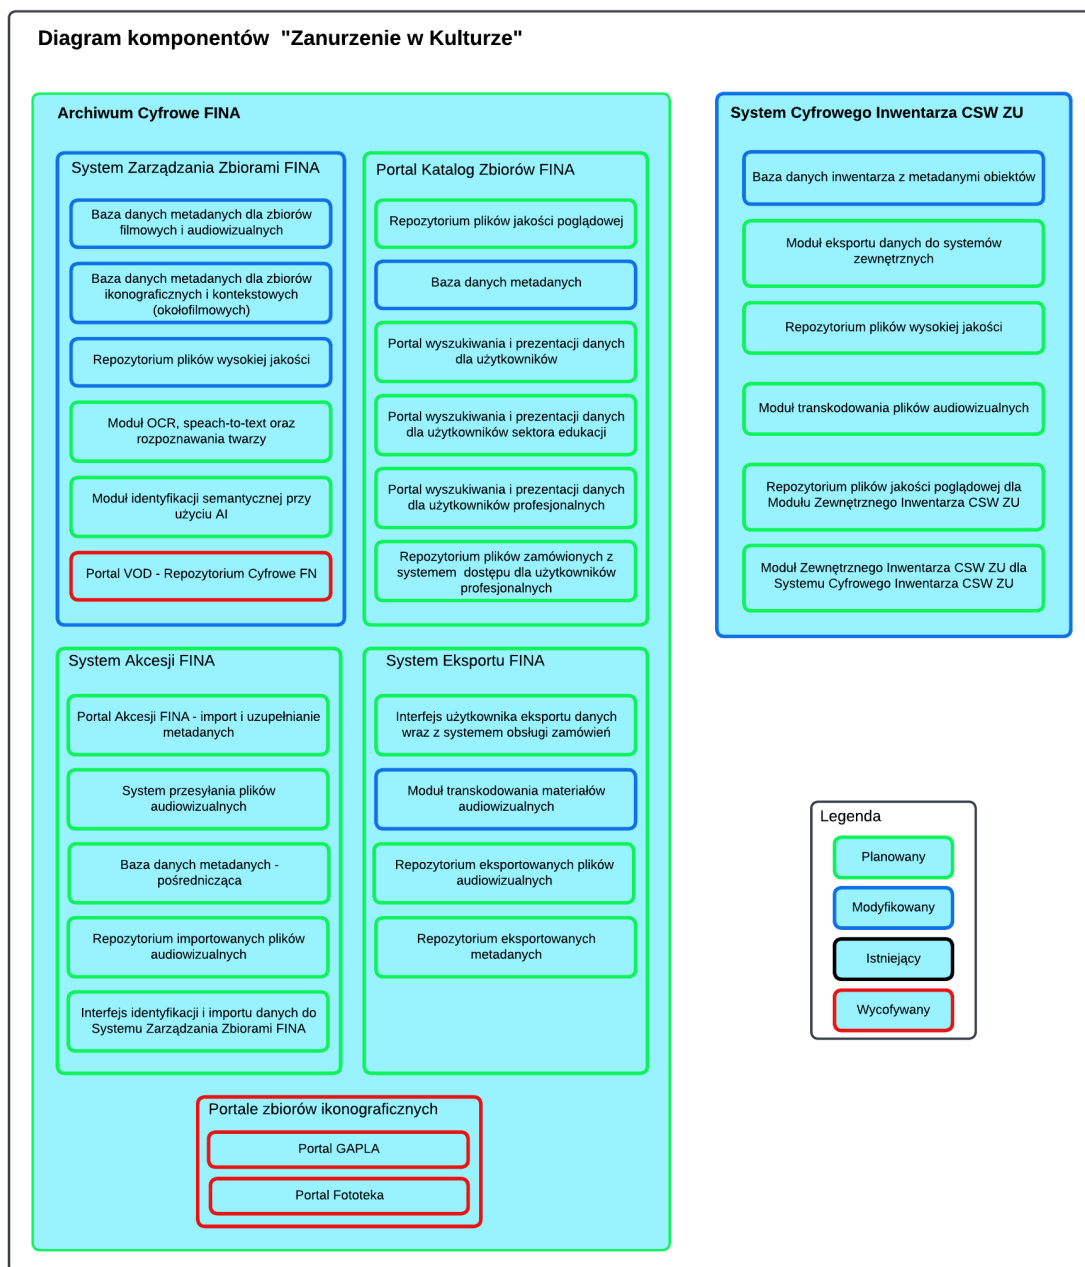 Diagram komponentów  "Zanurzenie w Kulturze"
Archiwum Cyfrowe FINA
System Zarządzania Zbiorami FINA
Baza danych metadanych dla zbiorów
filmowych i audiowizualnych
Baza danych metadanych dla zbiorów
ikonograficznych i kontekstowych
(okołofilmowych)
Repozytorium plików wysokiej jakości
Moduł OCR, speach-to-text oraz
rozpoznawania twarzy
Moduł identyfikacji semantycznej przy
użyciu AI
Portal VOD - Repozytorium Cyfrowe FN
Portal Katalog Zbiorów FINA
Repozytorium plików jakości poglądowej
Baza danych metadanych
Portal wyszukiwania i prezentacji danych
dla użytkowników
Portal wyszukiwania i prezentacji danych
dla użytkowników sektora edukacji
Portal wyszukiwania i prezentacji danych
dla użytkowników profesjonalnych
Repozytorium plików zamówionych z
systemem  dostępu dla użytkowników
profesjonalnych
System Akcesji FINA
Portal Akcesji FINA - import i uzupełnianie
metadanych
System przesyłania plików
audiowizualnych
Baza danych metadanych -
pośrednicząca
Repozytorium importowanych plików
audiowizualnych
Interfejs identyfikacji i importu danych do
Systemu Zarządzania Zbiorami FINA
System Eksportu FINA
Interfejs użytkownika eksportu danych
wraz z systemem obsługi zamówień
Moduł transkodowania materiałów
audiowizualnych
Repozytorium eksportowanych plików
audiowizualnych
Repozytorium eksportowanych
metadanych
Portale zbiorów ikonograficznych
Portal GAPLA
Portal Fototeka
System Cyfrowego Inwentarza CSW ZU
Baza danych inwentarza z metadanymi obiektów
Moduł eksportu danych do systemów
zewnętrznych
Repozytorium plików wysokiej jakości
Moduł transkodowania plików audiowizualnych
Repozytorium plików jakości poglądowej dla
Modułu Zewnętrznego Inwentarza CSW ZU
Moduł Zewnętrznego Inwentarza CSW ZU dla
Systemu Cyfrowego Inwentarza CSW ZU
Legenda
Planowany
Modyfikowany
Istniejący
Wycofywany